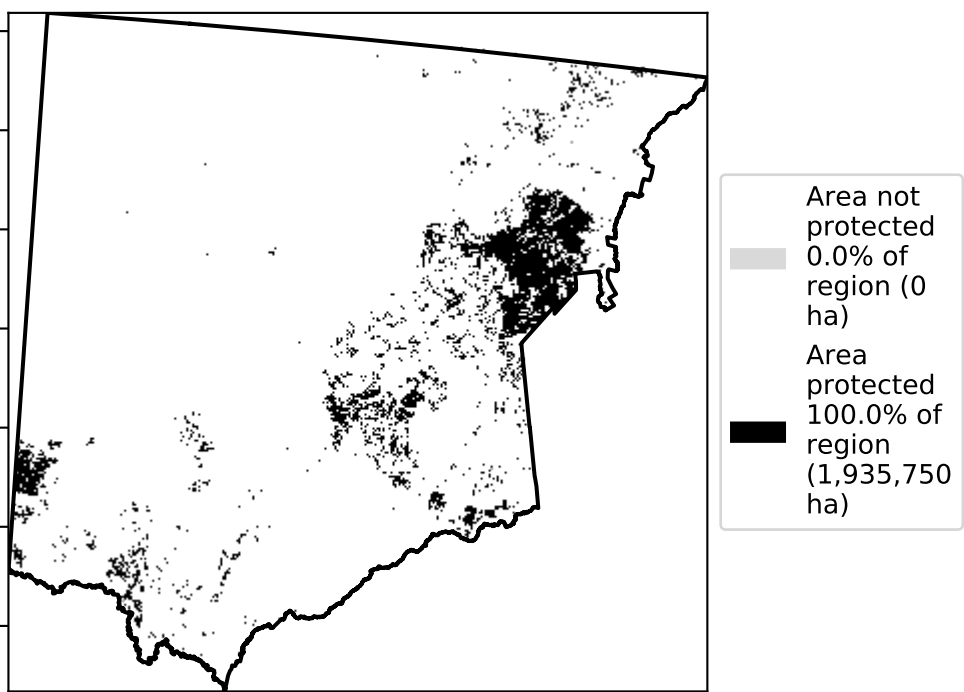 Area not
protected
0.0% of
region (0
ha)
Area
protected
100.0% of
region
(1,935,750
ha)